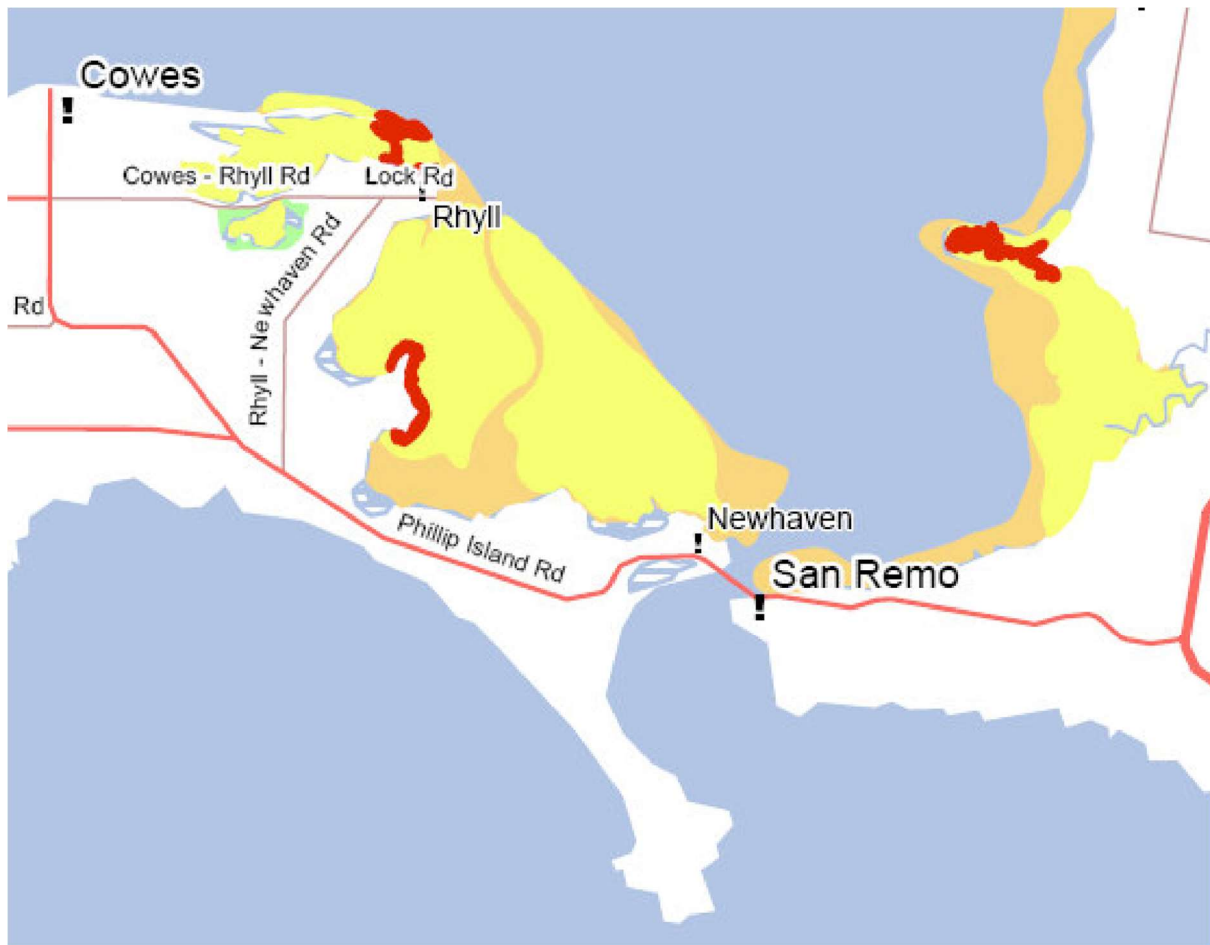 Cowes
Cowes - Rhyll Rd
Lock Rd
Rhyll
Rd
Rhyll - Newhaven Rd
Newhaven
Phillip Island Rd
San Remo